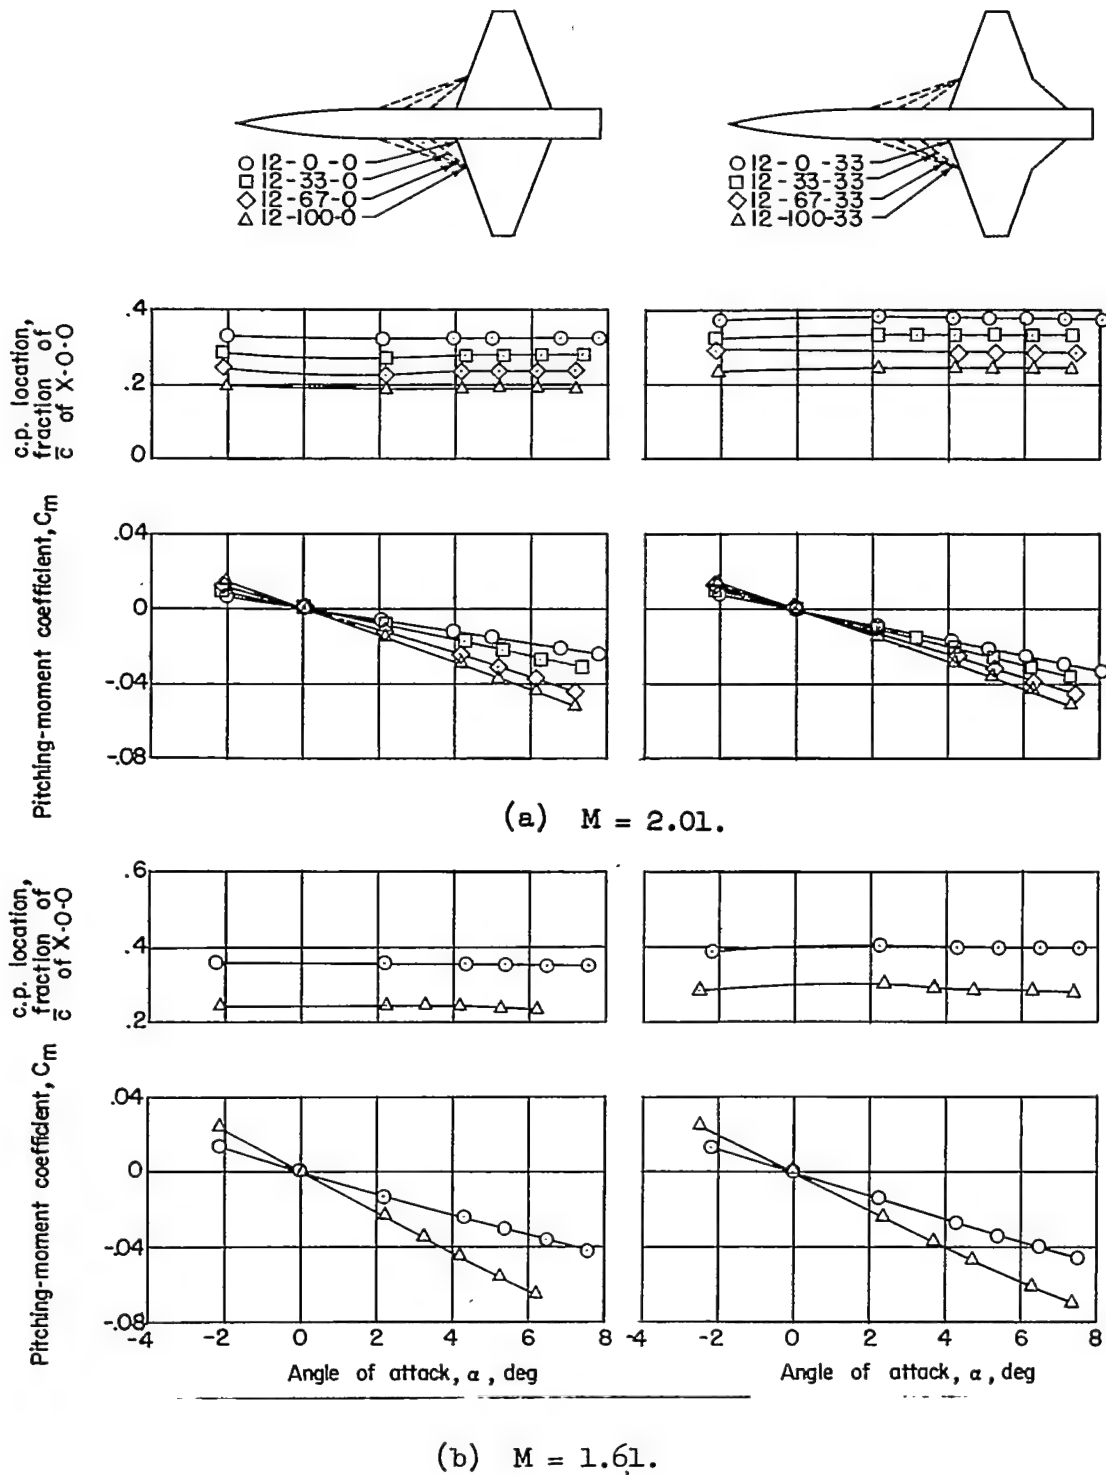 ○ 12-0-0
□ 12-33-0
◇ 12-67-0
△ 12-100-0
○ 12-0-33
□ 12-33-33
◇ 12-67-33
△ 12-100-33
c.p. location,
fraction of
c̅ of X-0-0
.4
.2
0
Pitching-moment coefficient, Cm
.04
0
-.04
-.08
(a) M = 2.01.
c.p. location,
fraction of
c̅ of X-0-0
.6
.4
.2
Pitching-moment coefficient, Cm
.04
0
-.04
-.08
-4 -2 0 2 4 6 8
-4 -2 0 2 4 6 8
Angle of attack, α, deg
Angle of attack, α, deg
(b) M = 1.61.